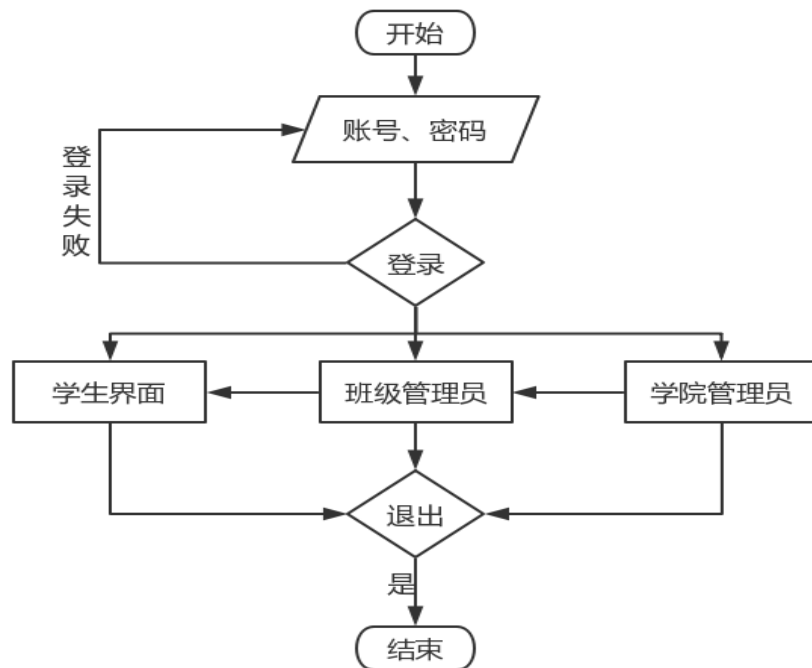 开始
账号、密码
登录失败
登录
学生界面
班级管理员
学院管理员
退出
是
结束